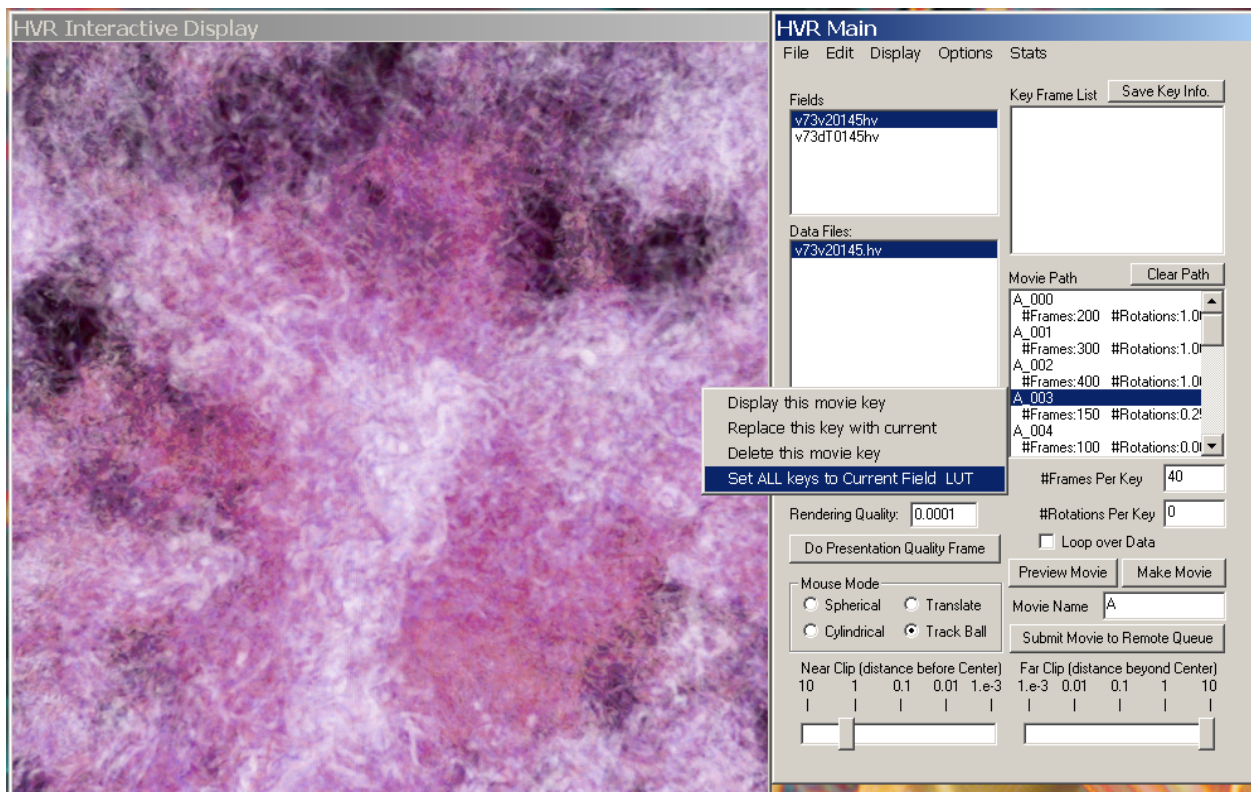 HVR Interactive Display
HVR Main
File Edit Display Options Stats
Fields
v73v20145hv
v73dT0145hv
Key Frame List
Save Key Info.
Data Files:
v73v20145.hv
Movie Path
Clear Path
A_000
#Frames:200 #Rotations:1.0
A_001
#Frames:300 #Rotations:1.0
A_002
#Frames:400 #Rotations:1.0
A_003
#Frames:150 #Rotations:0.2
A_004
#Frames:100 #Rotations:0.0
Display this movie key
Replace this key with current
Delete this movie key
Set ALL keys to Current Field LUT
#Frames Per Key 40
Rendering Quality: 0.0001
#Rotations Per Key 0
Loop over Data
Do Presentation Quality Frame
Preview Movie
Make Movie
Mouse Mode
Spherical
Translate
Cylindrical
Track Ball
Movie Name A
Submit Movie to Remote Queue
Near Clip (distance before Center)
10 1 0.1 0.01 1.e-3
Far Clip (distance beyond Center)
1.e-3 0.01 0.1 1 10